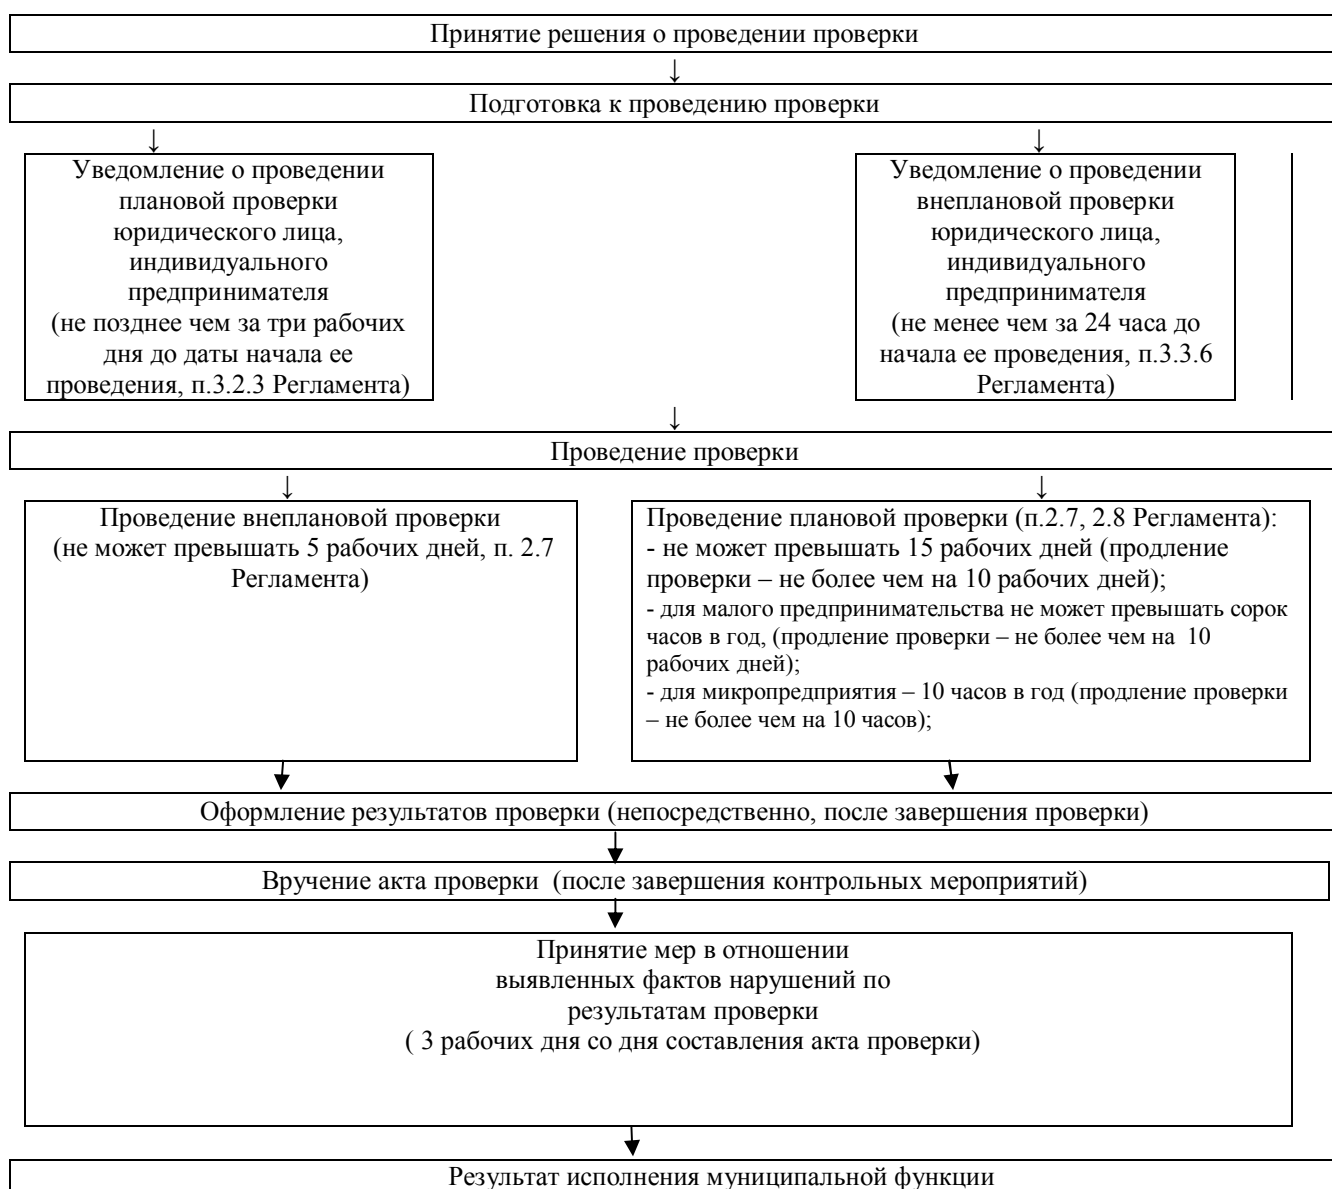 Принятие решения о проведении проверки
↓
Подготовка к проведению проверки
↓
↓
Уведомление о проведении
плановой проверки
юридического лица,
индивидуального
предпринимателя
(не позднее чем за три рабочих
дня до даты начала ее
проведения, п.3.2.3 Регламента)
Уведомление о проведении
внеплановой проверки
юридического лица,
индивидуального
предпринимателя
(не менее чем за 24 часа до
начала ее проведения, п.3.3.6
Регламента)
↓
Проведение проверки
↓
↓
Проведение внеплановой проверки
(не может превышать 5 рабочих дней, п. 2.7
Регламента)
Проведение плановой проверки (п.2.7, 2.8 Регламента):
- не может превышать 15 рабочих дней (продление
проверки – не более чем на 10 рабочих дней);
- для малого предпринимательства не может превышать сорок
часов в год, (продление проверки – не более чем на 10
рабочих дней);
- для микропредприятия – 10 часов в год (продление проверки
– не более чем на 10 часов);
Оформление результатов проверки (непосредственно, после завершения проверки)
Вручение акта проверки (после завершения контрольных мероприятий)
Принятие мер в отношении
выявленных фактов нарушений по
результатам проверки
( 3 рабочих дня со дня составления акта проверки)
Результат исполнения муниципальной функции